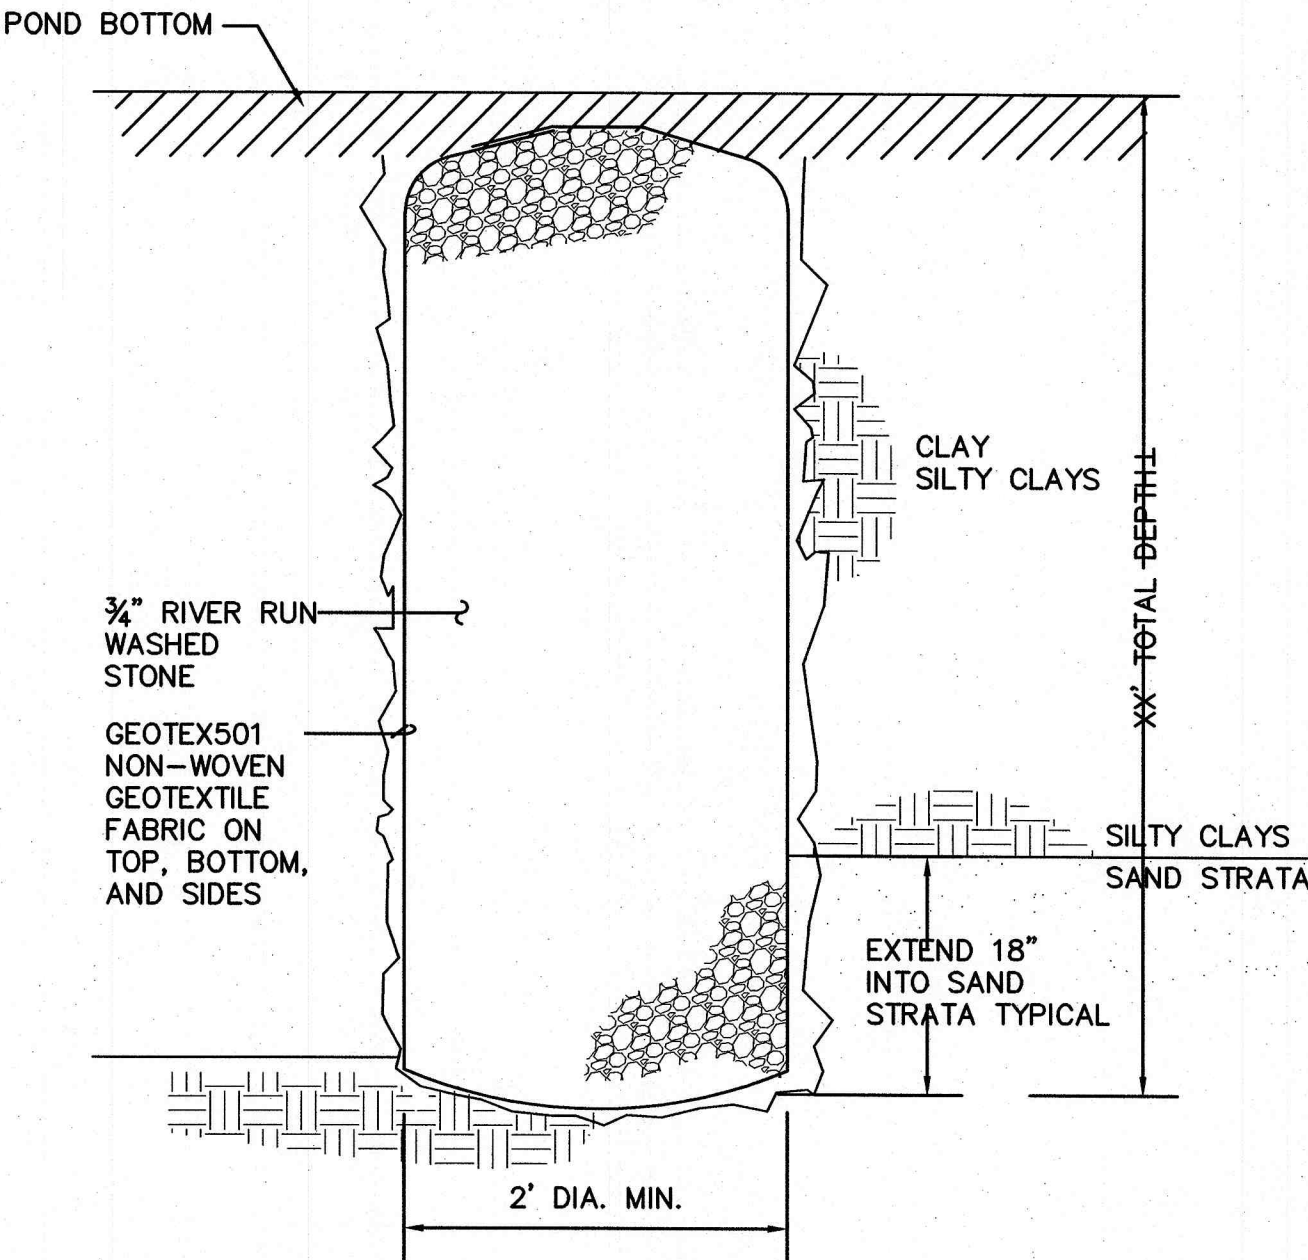 POND BOTTOM
CLAY
SILTY CLAYS
XX' TOTAL DEPTH
¾” RIVER RUN
WASHED
STONE
GEOTEX501
NON-WOVEN
GEOTEXTILE
FABRIC ON
TOP, BOTTOM,
AND SIDES
SILTY CLAYS
SAND STRATA
EXTEND 18”
INTO SAND
STRATA TYPICAL
2' DIA. MIN.